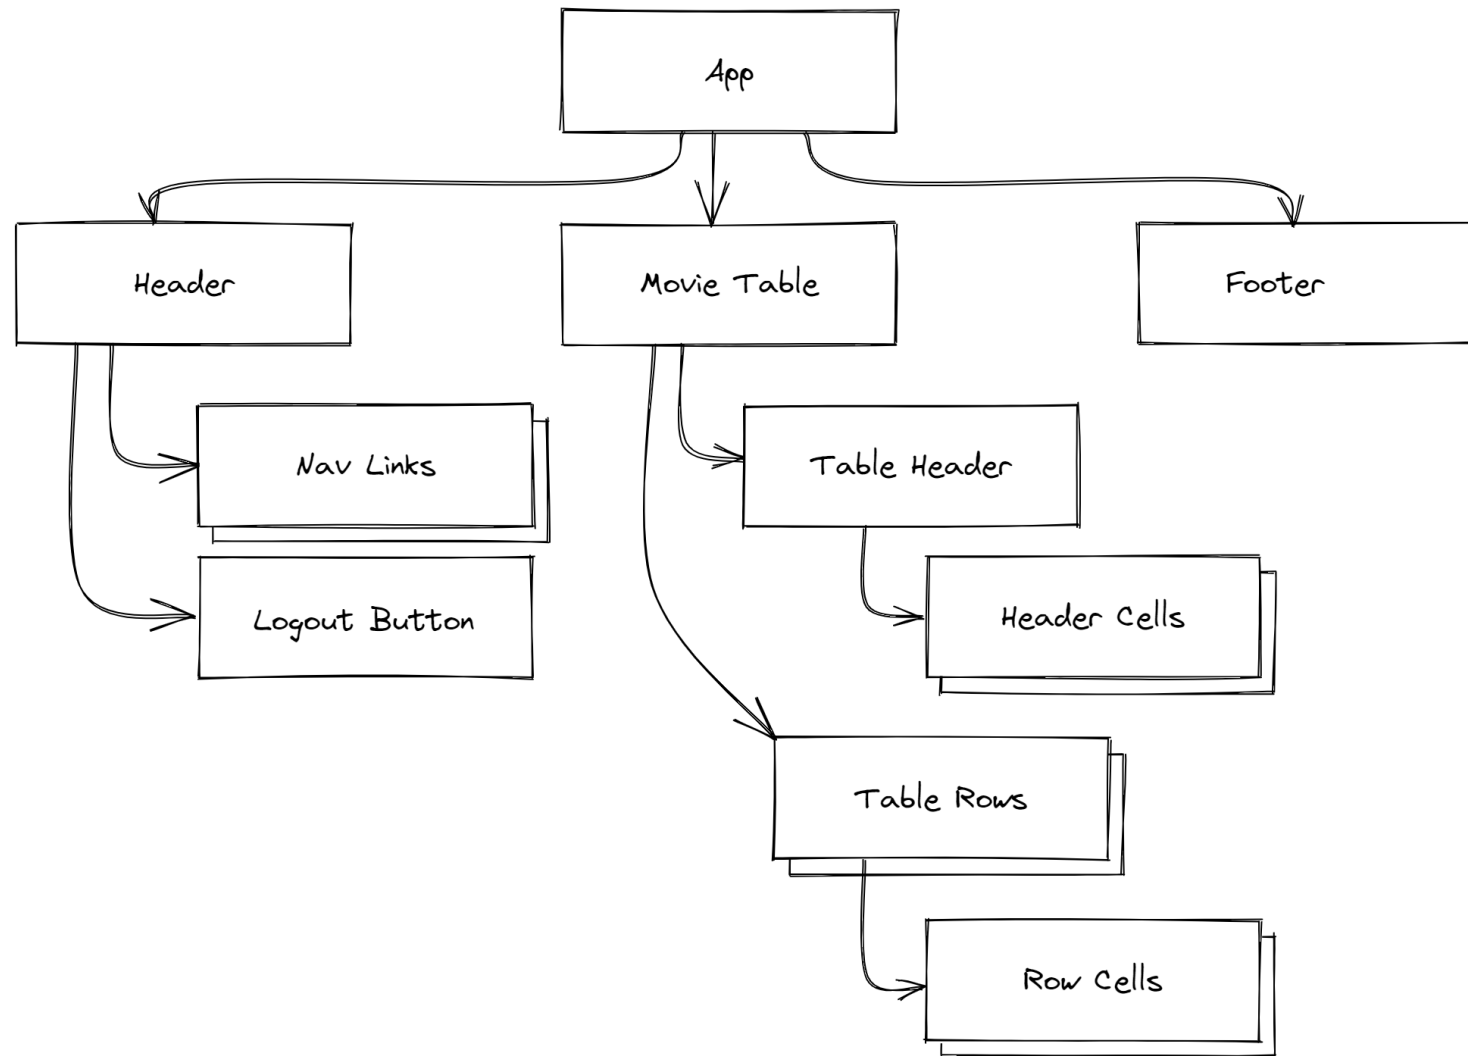 App
Header
Movie Table
Footer
Nav Links
Table Header
Logout Button
Header Cells
Table Rows
Row Cells